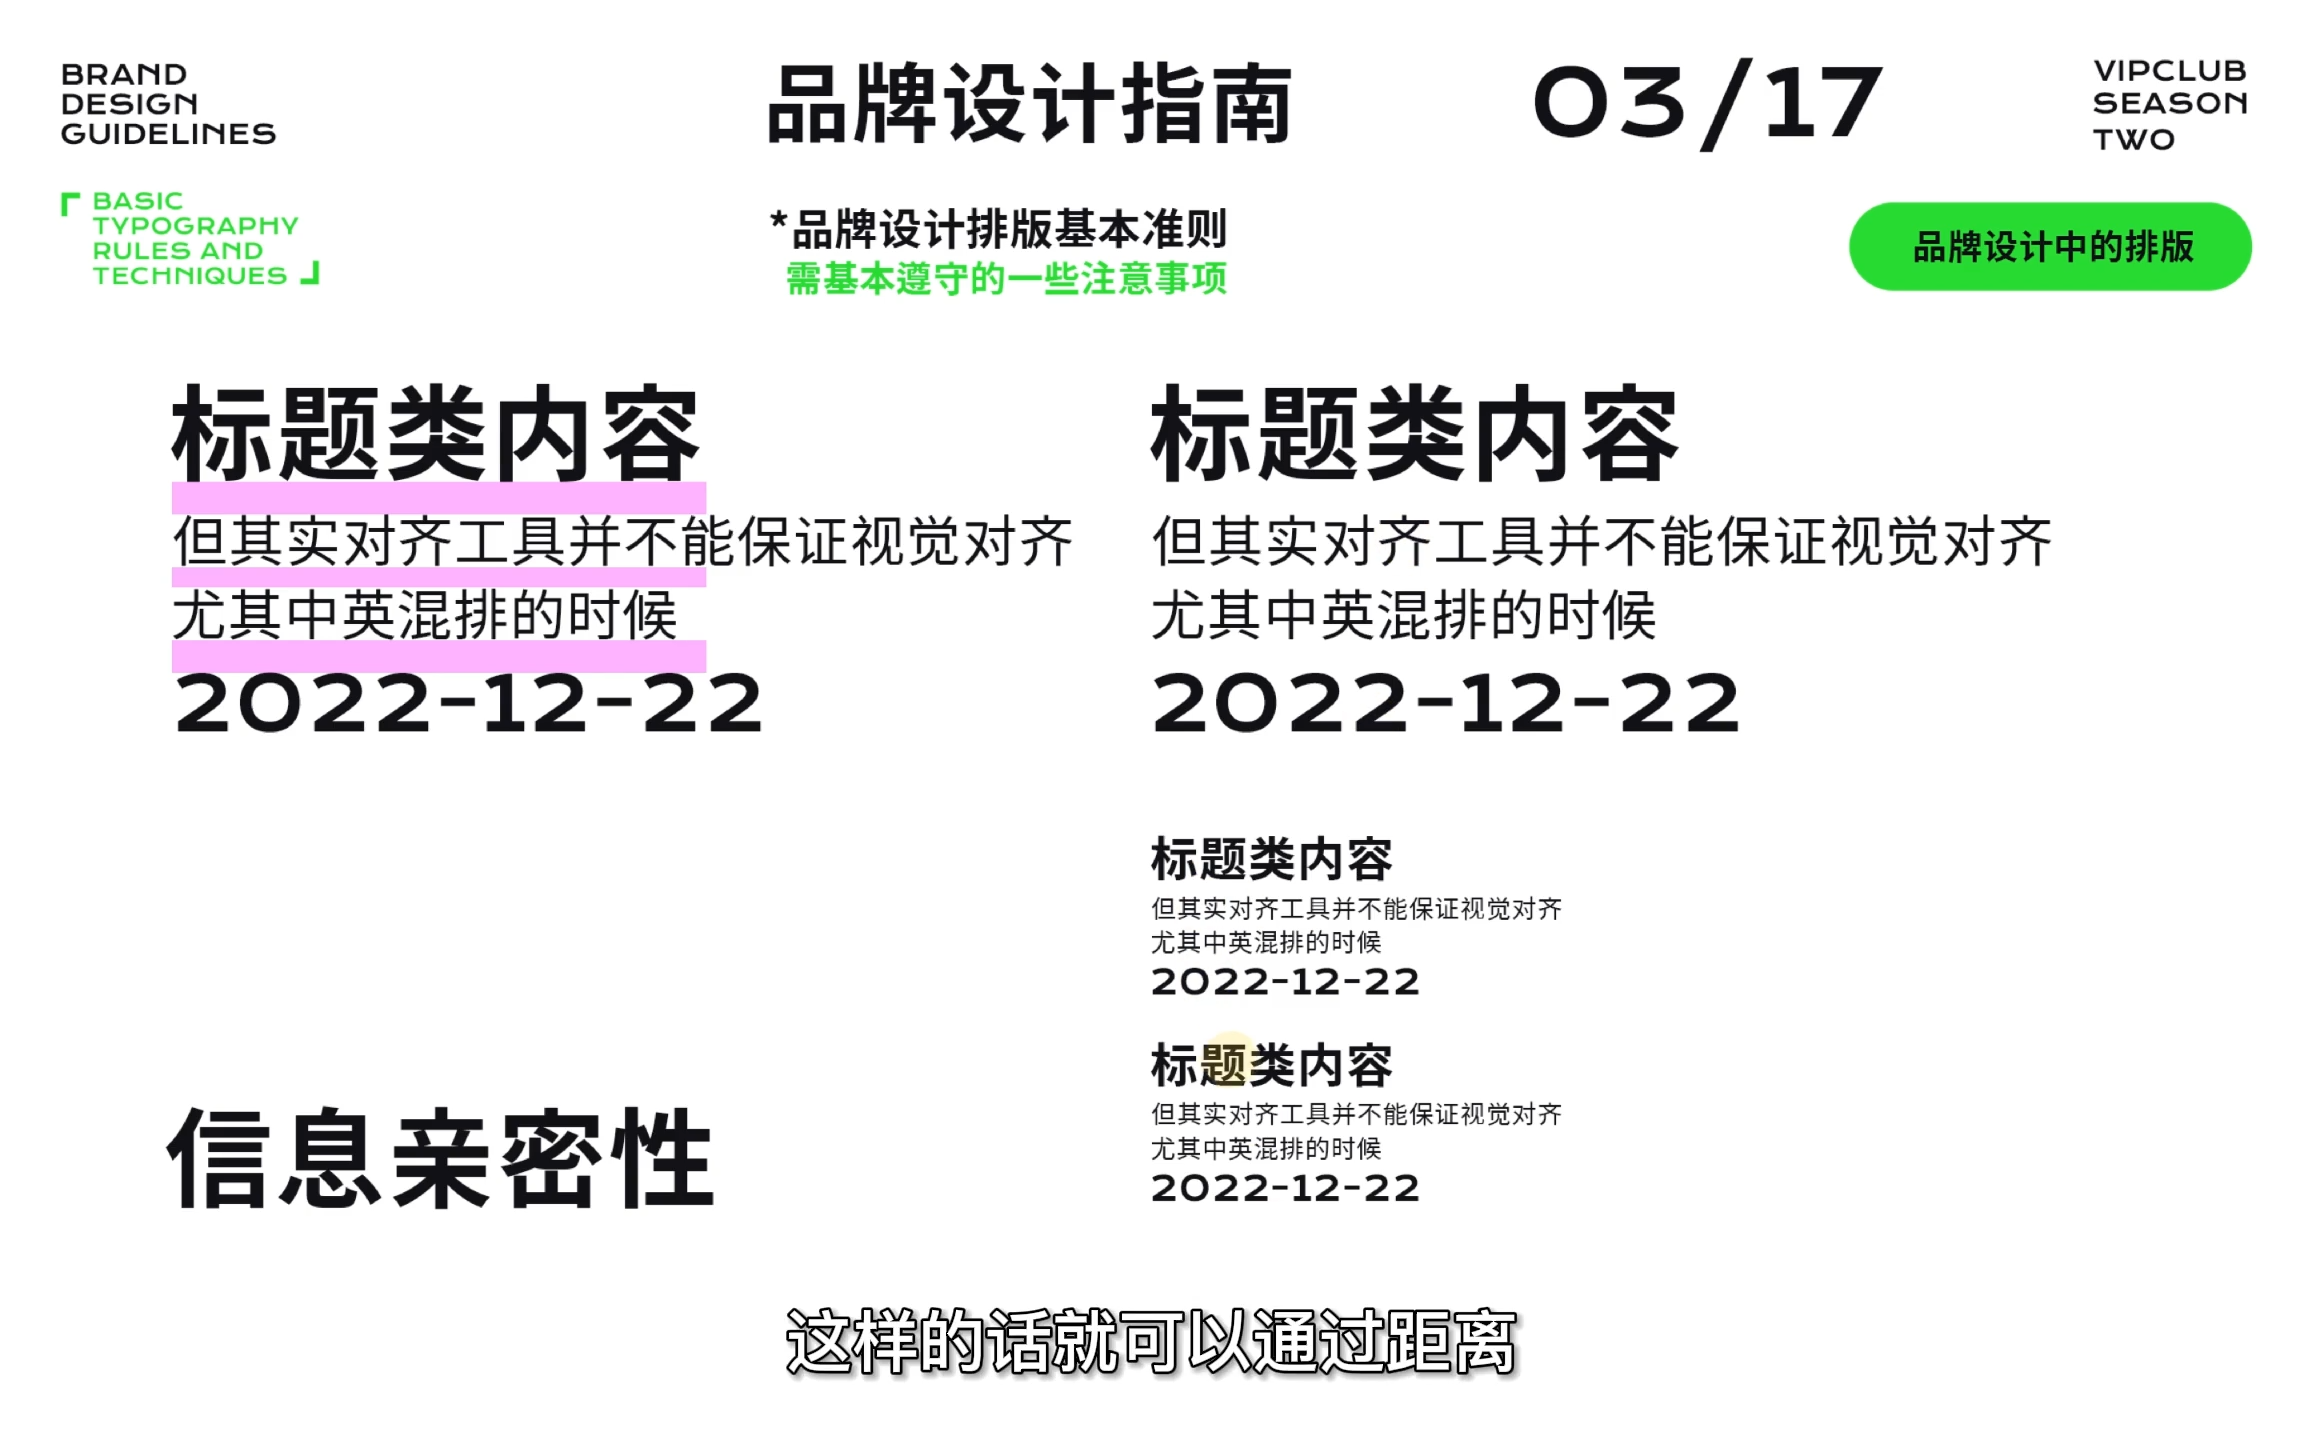 BRAND
DESIGN
GUIDELINES
品牌设计指南
03/17
VIPCLUB
SEASON
TWO
BASIC
TYPOGRAPHY
RULES AND
TECHNIQUES
*品牌设计排版基本准则
需基本遵守的一些注意事项
品牌设计中的排版
标题类内容
但其实对齐工具并不能保证视觉对齐
尤其中英混排的时候
2022-12-22
标题类内容
但其实对齐工具并不能保证视觉对齐
尤其中英混排的时候
2022-12-22
标题类内容
但其实对齐工具并不能保证视觉对齐
尤其中英混排的时候
2022-12-22
标题类内容
但其实对齐工具并不能保证视觉对齐
尤其中英混排的时候
2022-12-22
信息亲密性
这样的话就可以通过距离